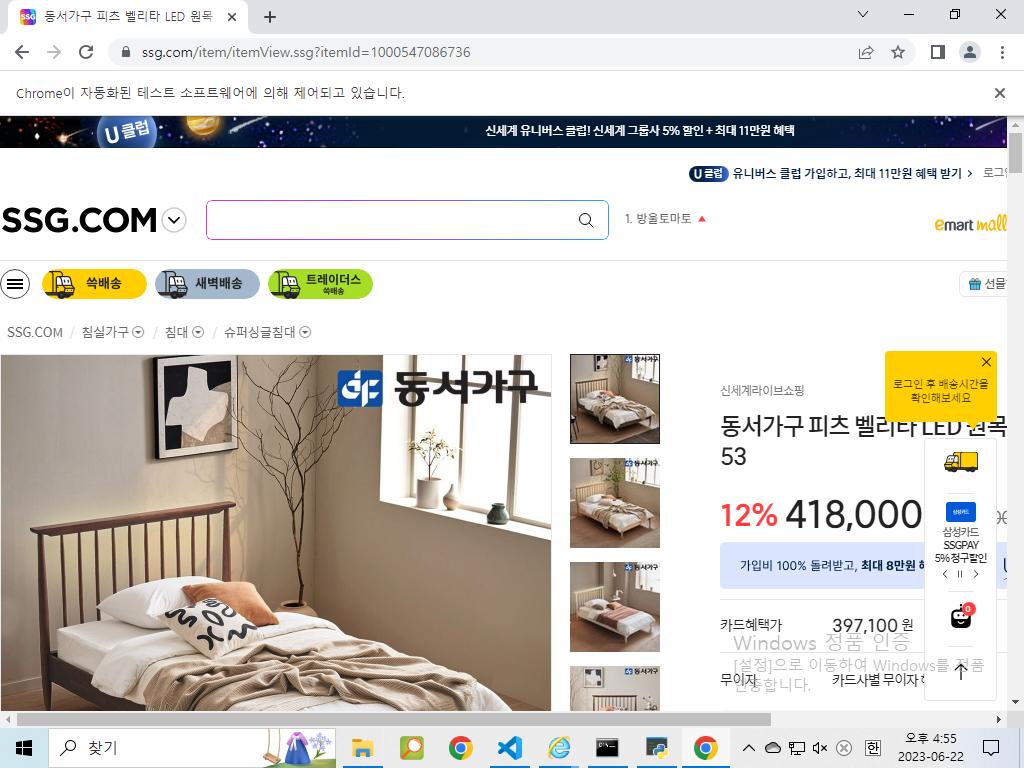 SSG 동서가구 피츠 벨리타 LED 원목
ssg.com/item/itemView.ssg?itemId=1000547086736
Chrome이 자동화된 테스트 소프트웨어에 의해 제어되고 있습니다.
U 클럽
신세계 유니버스 클럽! 신세계 그룹사 5% 할인 + 최대 11만원 혜택
U 클럽 유니버스 클럽 가입하고, 최대 11만원 혜택 받기 > 로그인
SSG.COM
1. 방울토마토
emart mall
쓱배송
새벽배송
트레이더스
쓱배송
선물
SSG.COM / 침실가구 / 침대 / 슈퍼싱글침대
동서가구
신세계라이브쇼핑
로그인 후 배송시간을
확인해보세요
동서가구 피츠 벨리타 LED 원목
53
12% 418,000
삼성카드
삼성카드
SSGPAY
5% 청구할인
가입비 100% 돌려받고, 최대 8만원
카드혜택가 397,100 원
0
Windows 정품 인증
[설정]으로 이동하여 Windows를 정품
인증합니다.
무이자 카드사별 무이자
찾기
한
오후 4:55
2023-06-22